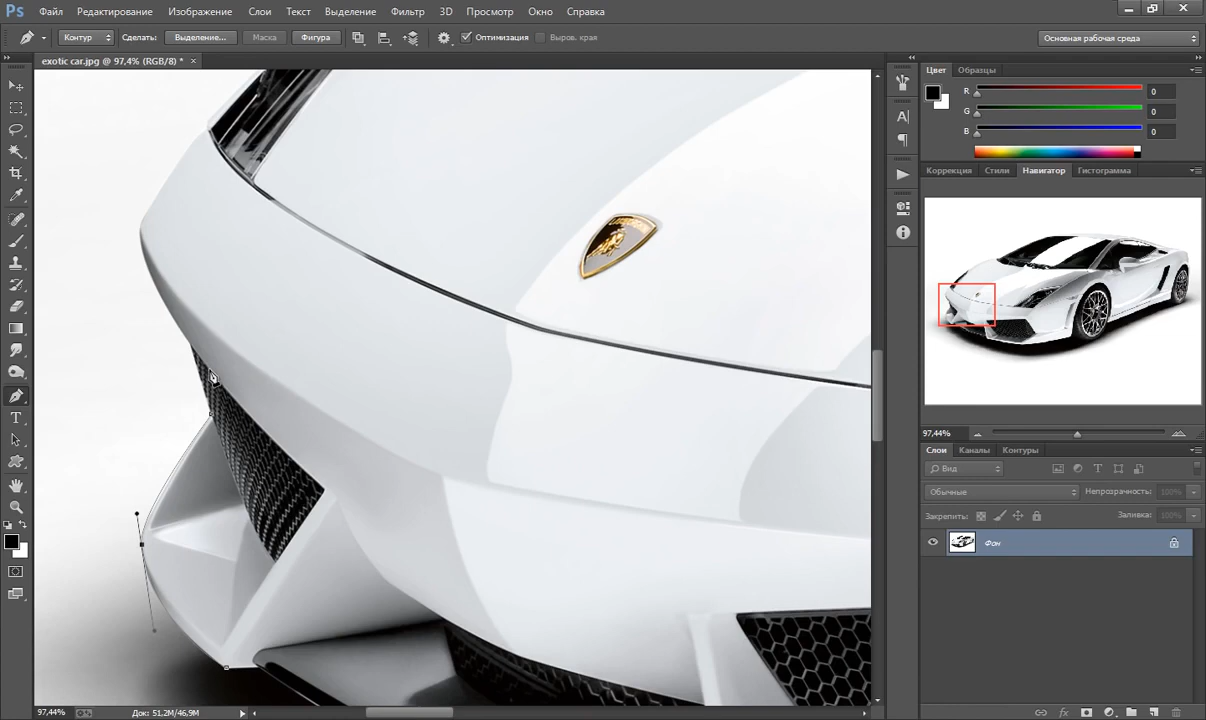 Ps Файл Редактирование Изображение Слои Текст Выделение Фильтр 3D Просмотр Окно Справка
Контур Сделать: Выделение... Маска Фигура Оптимизация Выров. края Основная рабочая среда
exotic car.jpg @ 97,4% (RGB/8) * ×
Цвет Образцы
R 0
G 0
B 0
Коррекция Стили Навигатор Гистограмма
97,44%
Слои Каналы Контуры
Вид
Обычные Непрозрачность: 100%
Закрепить: Заливка: 100%
Фон
97,44% Док: 51,2M/46,9M